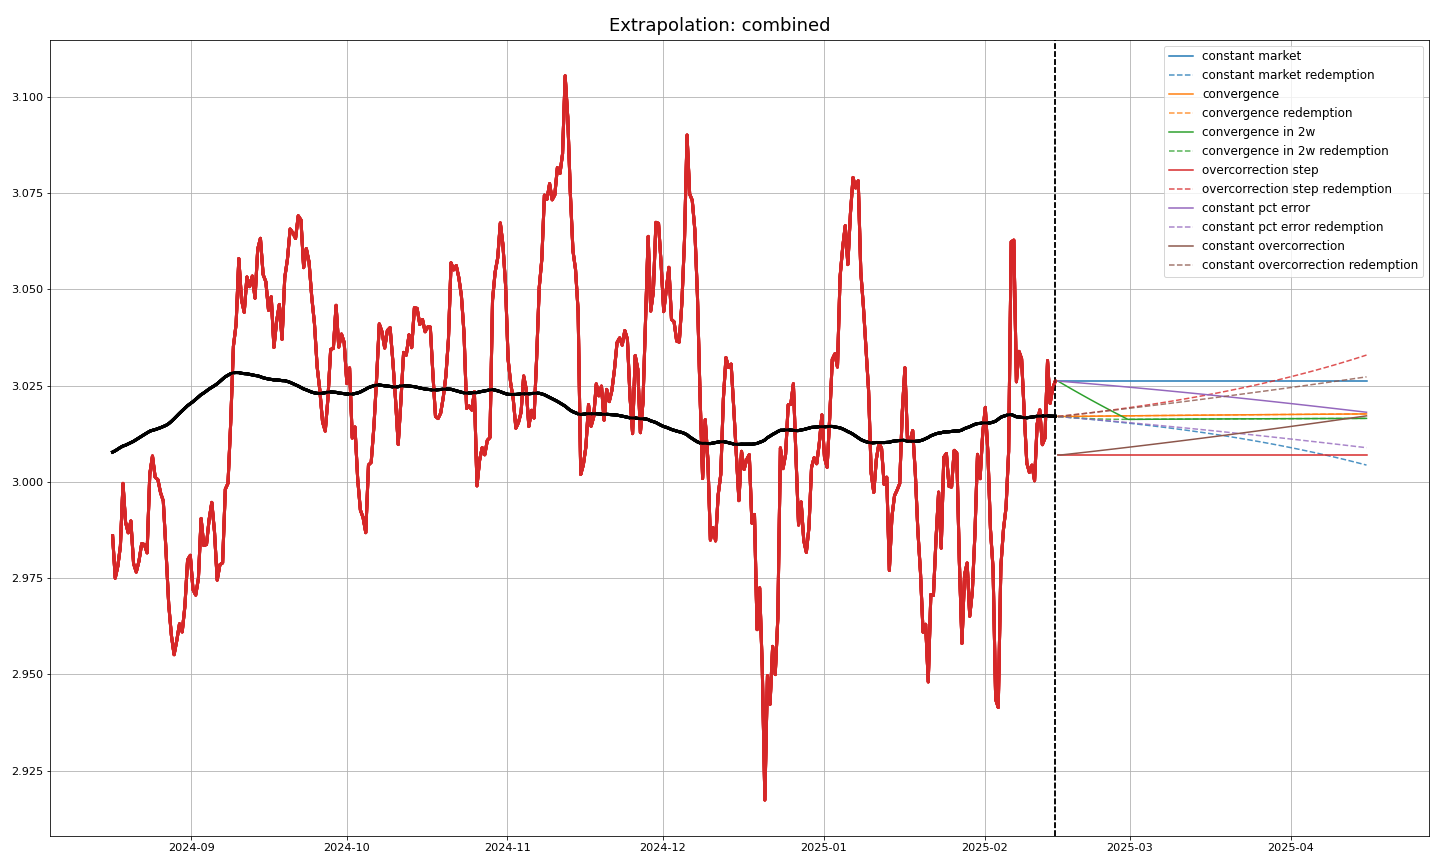 Extrapolation: combined
constant market
constant market redemption
convergence
convergence redemption
convergence in 2w
convergence in 2w redemption
overcorrection step
overcorrection step redemption
constant pct error
constant pct error redemption
constant overcorrection
constant overcorrection redemption
3.100
3.075
3.050
3.025
3.000
2.975
2.950
2.925
2024-09
2024-10
2024-11
2024-12
2025-01
2025-02
2025-03
2025-04